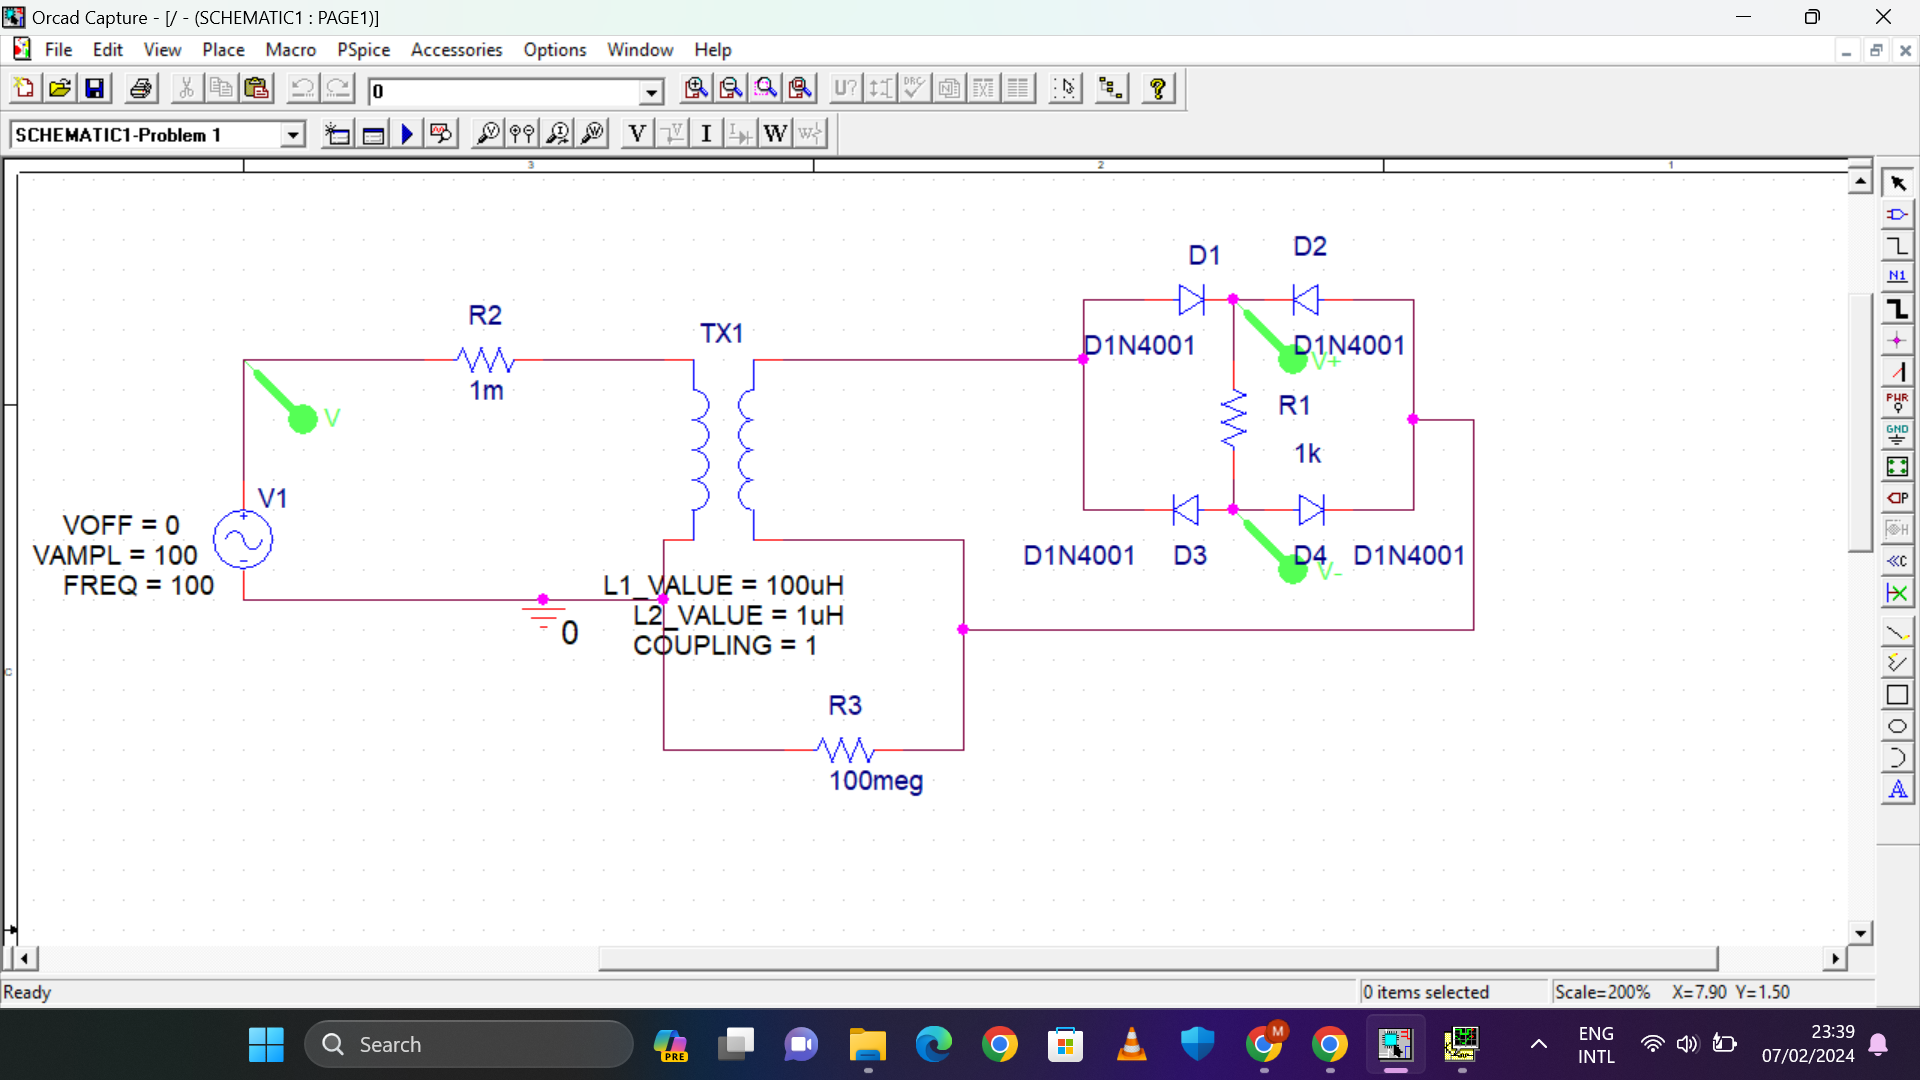 Orcad Capture - [/ - (SCHEMATIC1 : PAGE1)]
File Edit View Place Macro PSpice Accessories Options Window Help
0
U?
DRC
SCHEMATIC1-Problem 1
V V I I W W
3 2 1
N1
PWR
GND
«C
A
D1 D2
R2
TX1
D1N4001 D1N4001
V+
1m
R1
V
1k
V1
VOFF = 0
VAMPL = 100
FREQ = 100
D1N4001 D3 D4 D1N4001
V-
L1_VALUE = 100uH
L2_VALUE = 1uH
COUPLING = 1
0
C
R3
100meg
Ready
0 items selected
Scale=200% X=7.90 Y=1.50
Search
PRE
M
ENG
INTL
23:39
07/02/2024